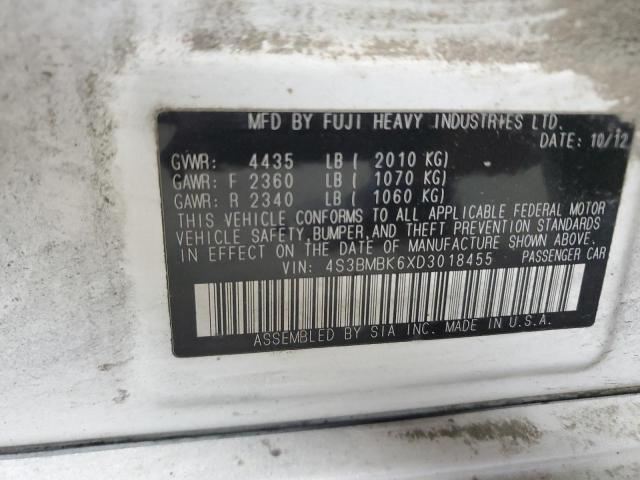 MFD BY FUJI HEAVY INDUSTRIES LTD.
DATE: 10/12
GVWR: 4435 LB ( 2010 KG)
GAWR: F 2360 LB ( 1070 KG)
GAWR: R 2340 LB ( 1060 KG)
THIS VEHICLE CONFORMS TO ALL APPLICABLE FEDERAL MOTOR
VEHICLE SAFETY, BUMPER, AND THEFT PREVENTION STANDARDS
IN EFFECT ON THE DATE OF MANUFACTURE SHOWN ABOVE.
VIN: 4S3BMBK6XD3018455 PASSENGER CAR
ASSEMBLED BY SIA INC. MADE IN U.S.A.